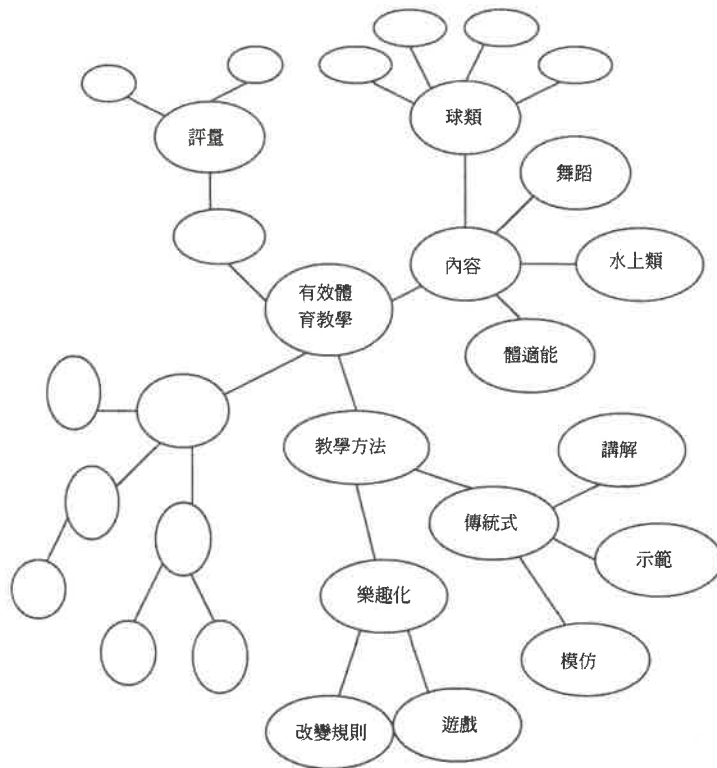 評量
球類
舞蹈
內容
水上類
有效體
育教學
體適能
教學方法
講解
傳統式
示範
樂趣化
模仿
改變規則
遊戲